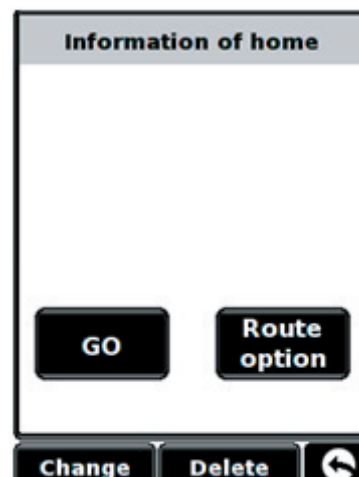 Information of home
GO
Route
option
Change
Delete